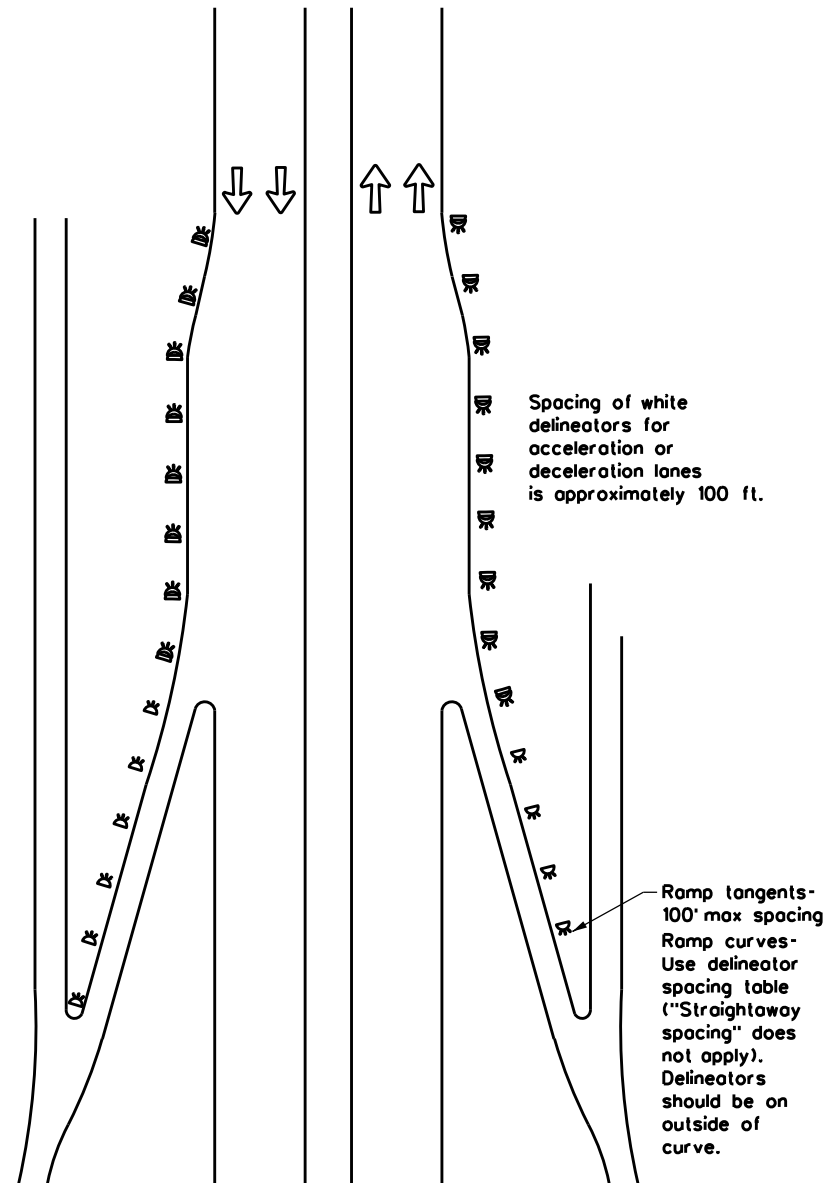 Spacing of white
delineators for
acceleration or
deceleration lanes
is approximately 100 ft.
Ramp tangents-
100' max spacing
Ramp curves-
Use delineator
spacing table
("Straightaway
spacing" does
not apply).
Delineators
should be on
outside of
curve.